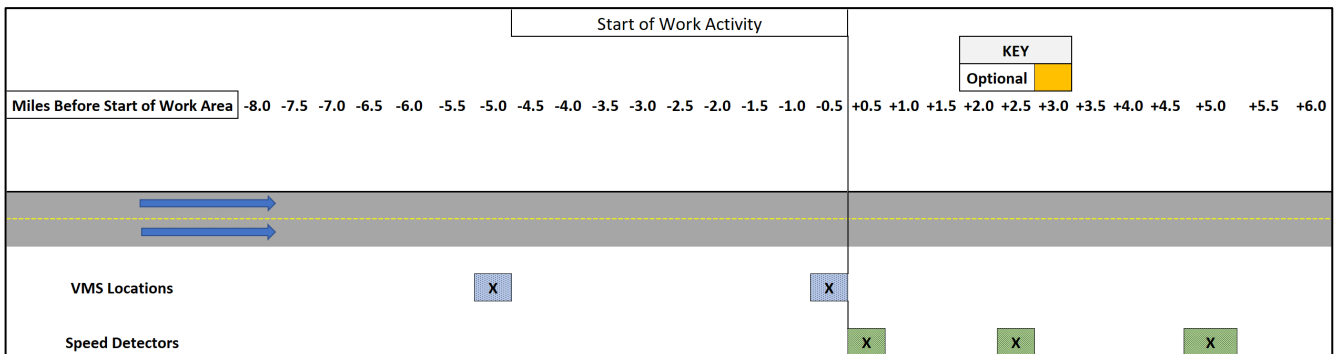 Start of Work Activity
KEY
Optional
Miles Before Start of Work Area -8.0 -7.5 -7.0 -6.5 -6.0 -5.5 -5.0 -4.5 -4.0 -3.5 -3.0 -2.5 -2.0 -1.5 -1.0 -0.5 +0.5 +1.0 +1.5 +2.0 +2.5 +3.0 +3.5 +4.0 +4.5 +5.0 +5.5 +6.0
VMS Locations X X
Speed Detectors X X X